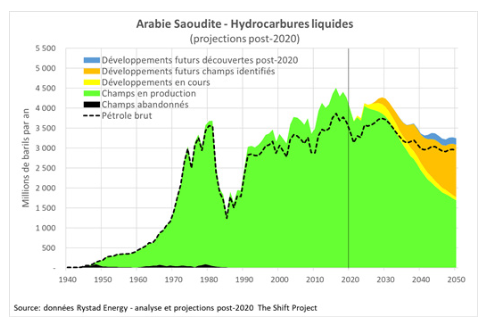 Arabie Saoudite - Hydrocarbures liquides
(projections post-2020)
Millions de barils par an
5 500
5 000
4 500
4 000
3 500
3 000
2 500
2 000
1 500
1 000
500
-
Développements futurs découvertes post-2020
Développements futurs champs identifiés
Développements en cours
Champs en production
Champs abandonnés
Pétrole brut
1940 1950 1960 1970 1980 1990 2000 2010 2020 2030 2040 2050
Source: données Rystad Energy - analyse et projections post-2020 The Shift Project